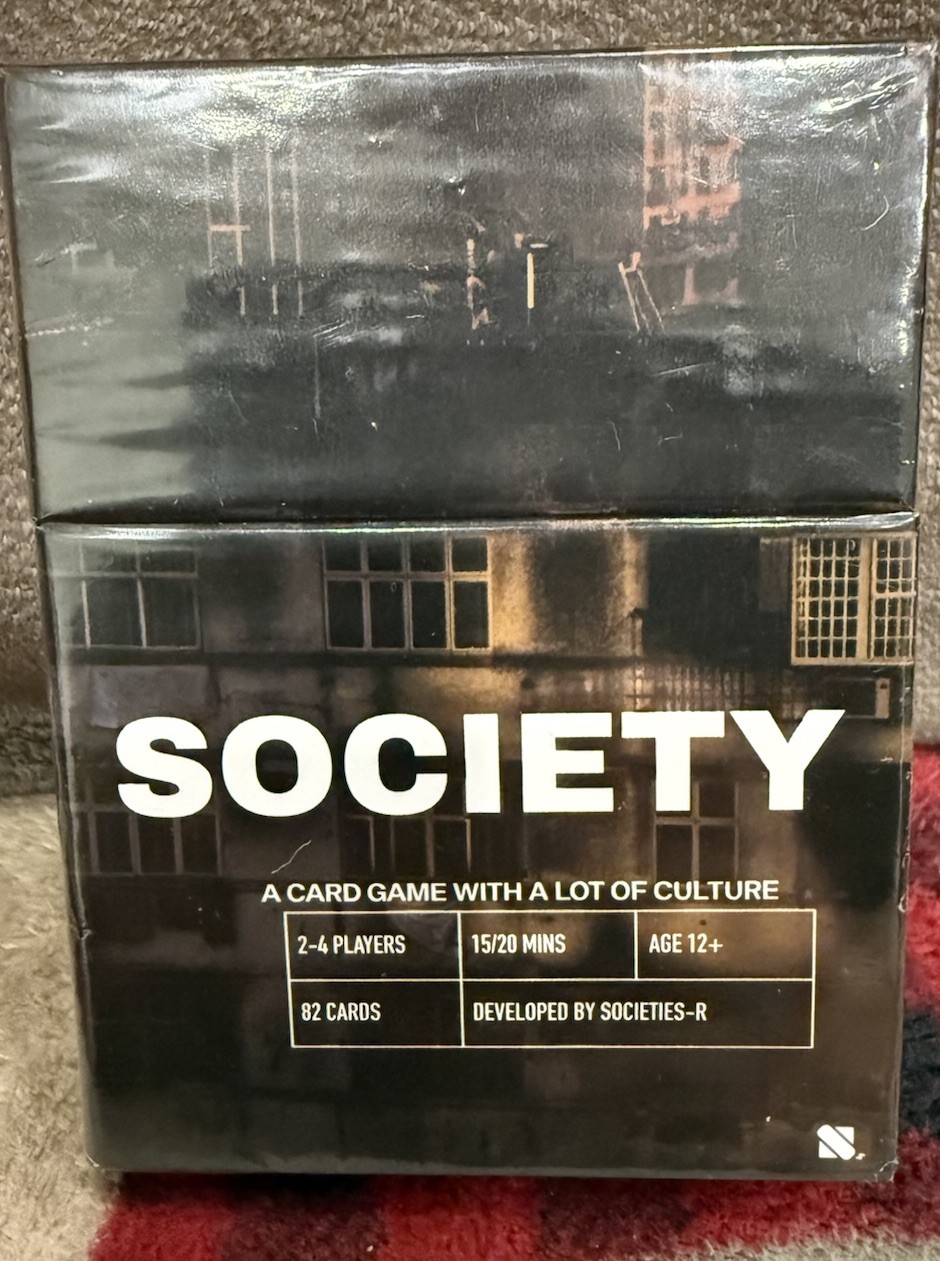 SOCIETY
A CARD GAME WITH A LOT OF CULTURE
2-4 PLAYERS
15/20 MINS
AGE 12+
82 CARDS
DEVELOPED BY SOCIETIES-R